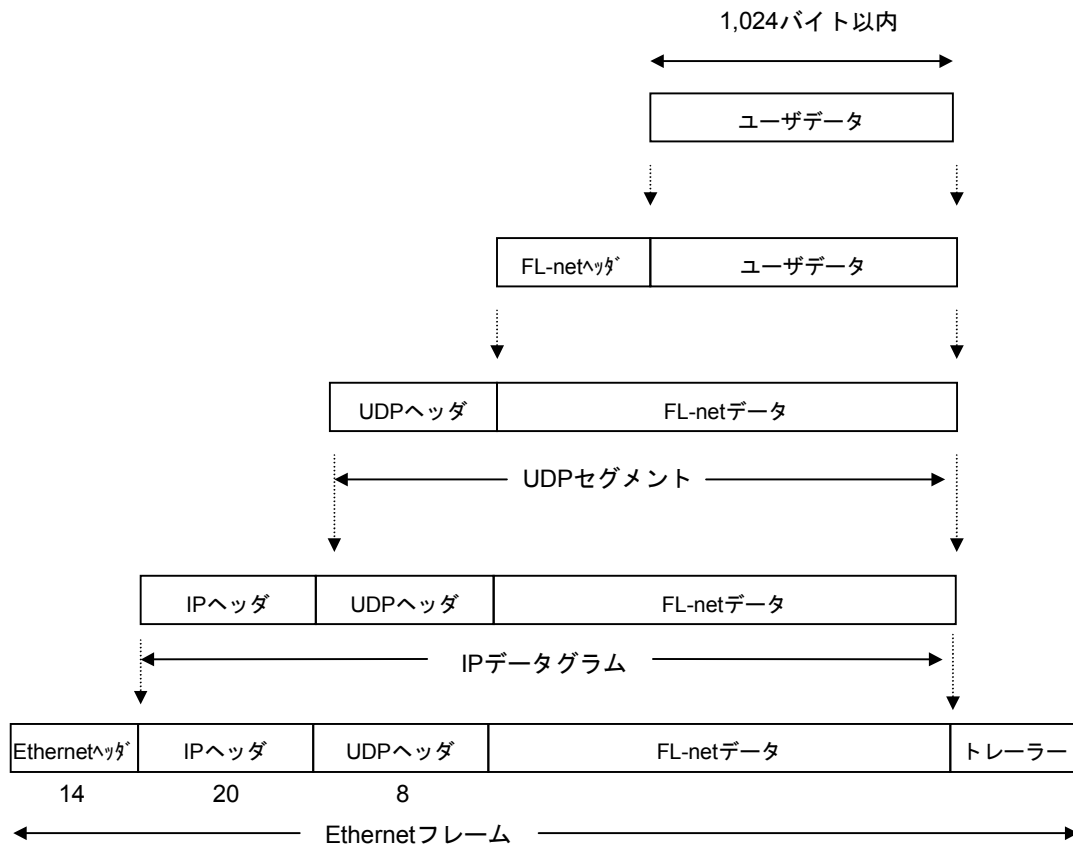 1,024バイト以内
ユーザデータ
FL-netﾍｯﾀﾞ ユーザデータ
UDPヘッダ FL-netデータ
UDPセグメント
IPヘッダ UDPヘッダ FL-netデータ
IPデータグラム
Ethernetﾍｯﾀﾞ IPヘッダ UDPヘッダ FL-netデータ トレーラー
14 20 8
Ethernetフレーム